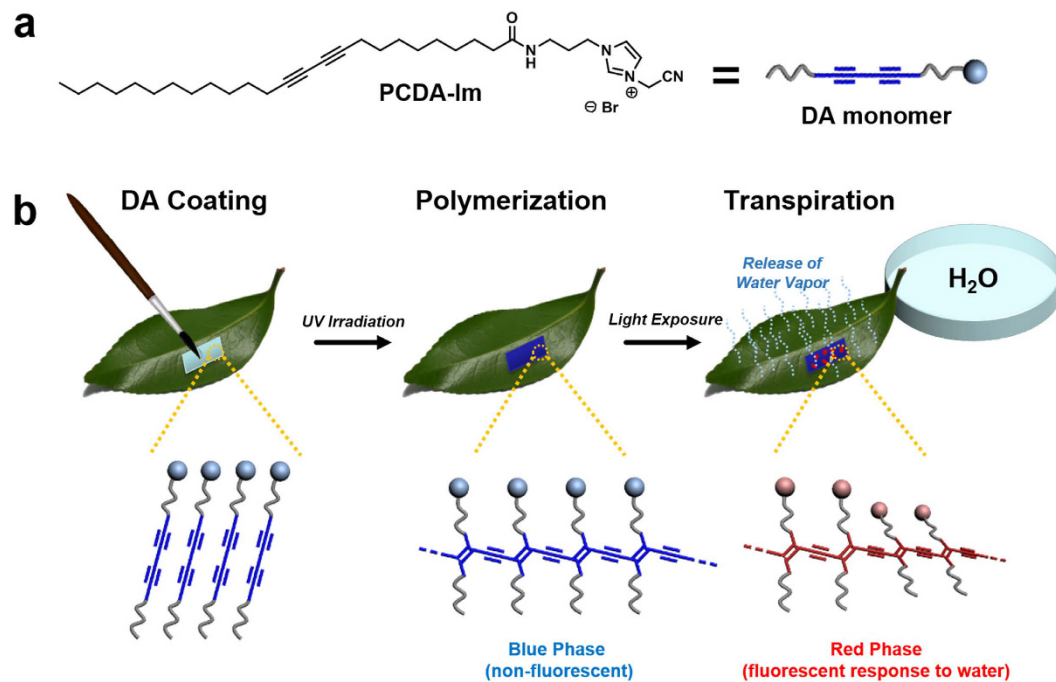 a
O
N
H
N
N
⊕
CN
⊖ Br
PCDA-Im
=
DA monomer
b
DA Coating
Polymerization
Transpiration
UV Irradiation
Light Exposure
Release of
Water Vapor
H₂O
Blue Phase
(non-fluorescent)
Red Phase
(fluorescent response to water)